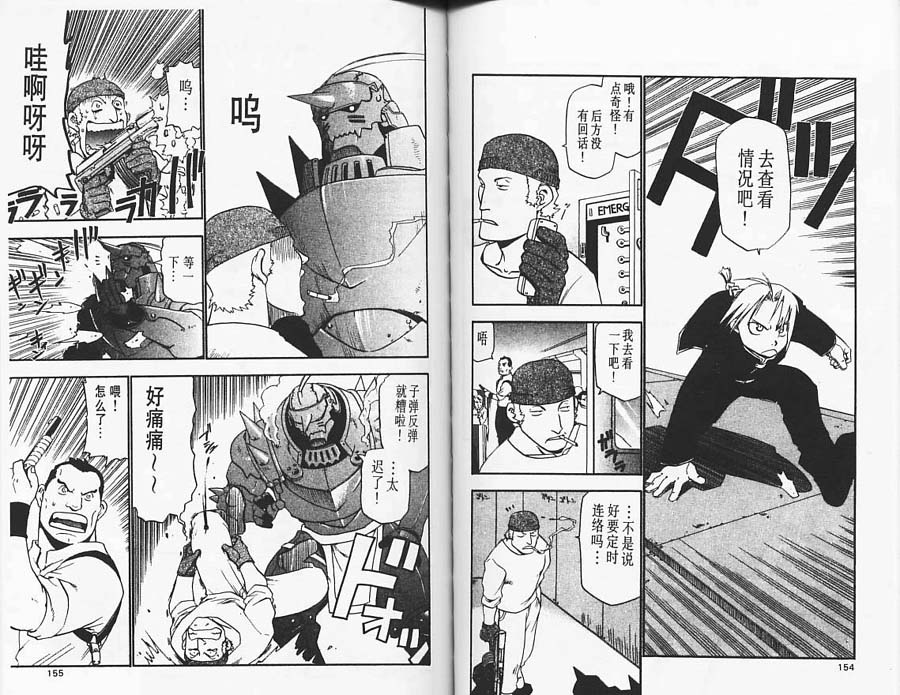 去查看
情况吧！
哦！有
点奇怪！
后方没
有回话！
EMERG
我去看
一下吧！
唔
…不是说
好要定时
连络吗…
154
呜
呜…
哇啊呀呀
等一
下…
子弹反弹
就糟啦！
…太
迟了！
好痛痛～
喂！
怎么了…
155